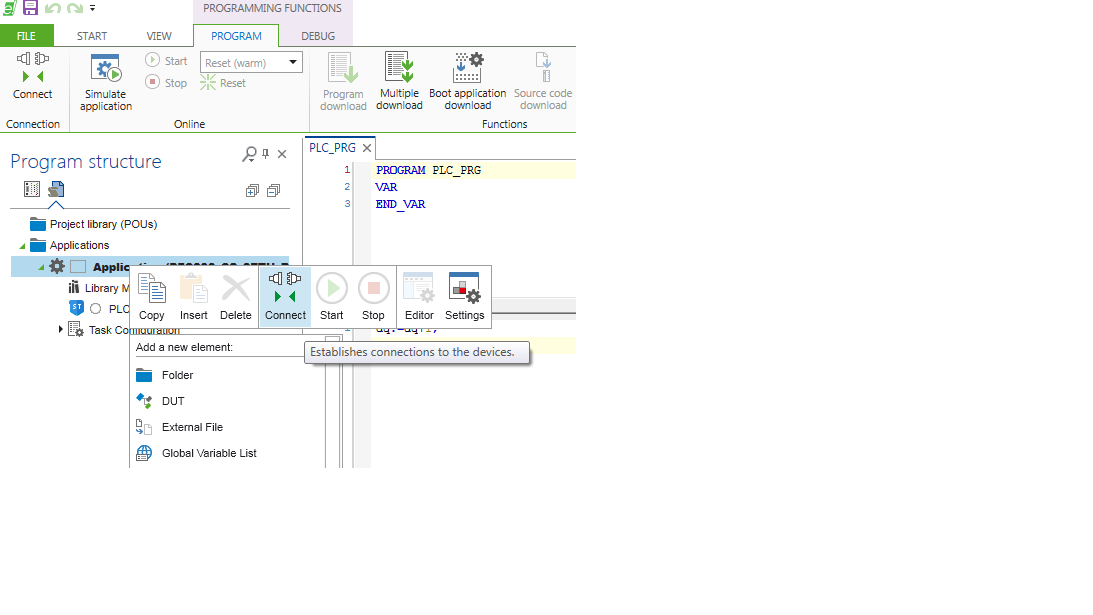 PROGRAMMING FUNCTIONS
FILE START VIEW PROGRAM DEBUG
Connect
Simulate
application
Start
Stop
Reset (warm)
Reset
Program
download
Multiple
download
Boot application
download
Source code
download
Connection Online Functions
Program structure
Project library (POUs)
Applications
Library M
PLC
Task Configuration
PLC_PRG
1 PROGRAM PLC_PRG
2 VAR
3 END_VAR
1
Copy Insert Delete Connect Start Stop Editor Settings
Establishes connections to the devices.
Add a new element:
Folder
DUT
External File
Global Variable List